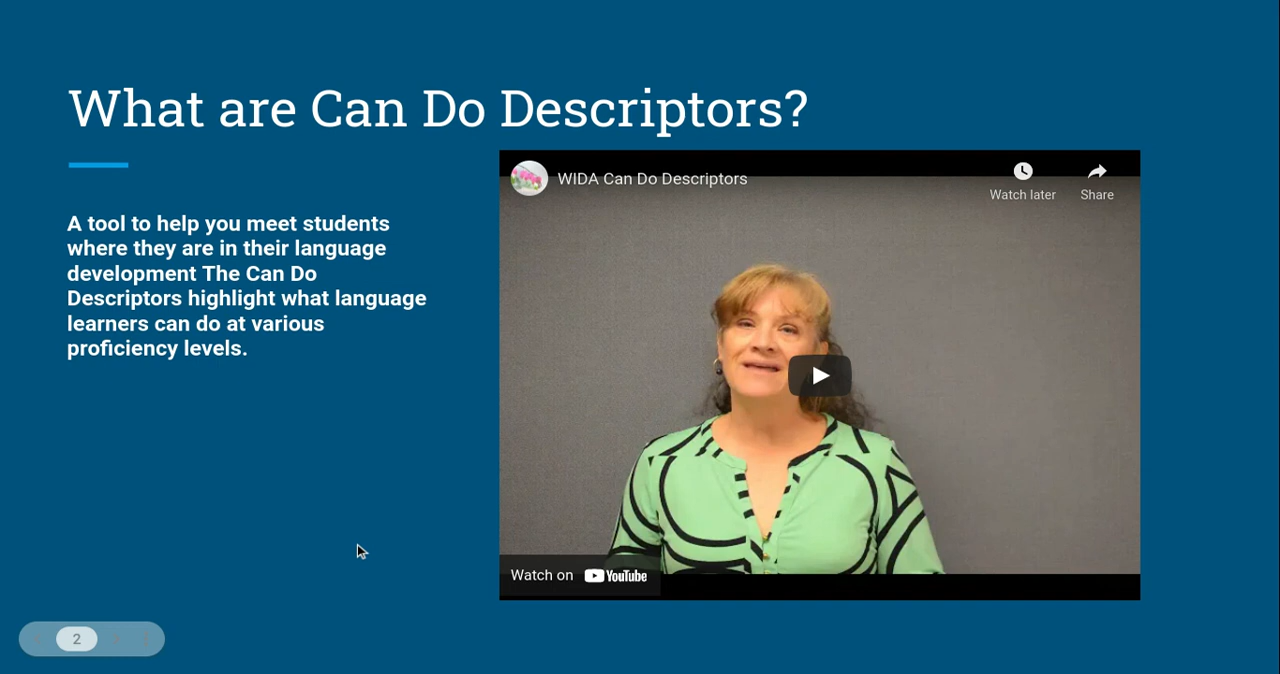 What are Can Do Descriptors?
A tool to help you meet students
where they are in their language
development The Can Do
Descriptors highlight what language
learners can do at various
proficiency levels.
WIDA Can Do Descriptors
Watch later
Share
Watch on YouTube
2